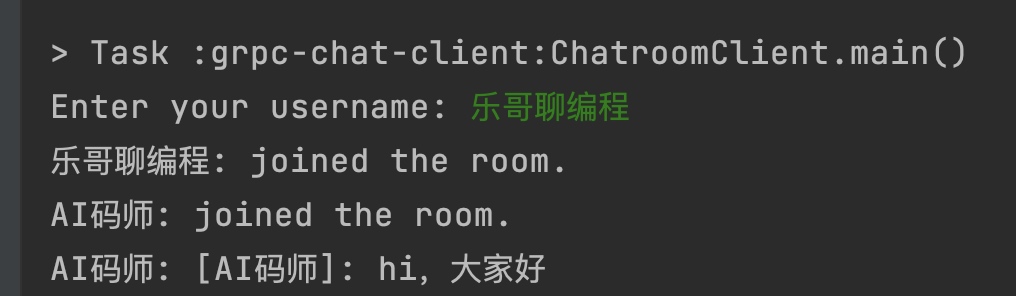 > Task :grpc-chat-client:ChatroomClient.main()
Enter your username: 乐哥聊编程
乐哥聊编程: joined the room.
AI码师: joined the room.
AI码师: [AI码师]: hi, 大家好